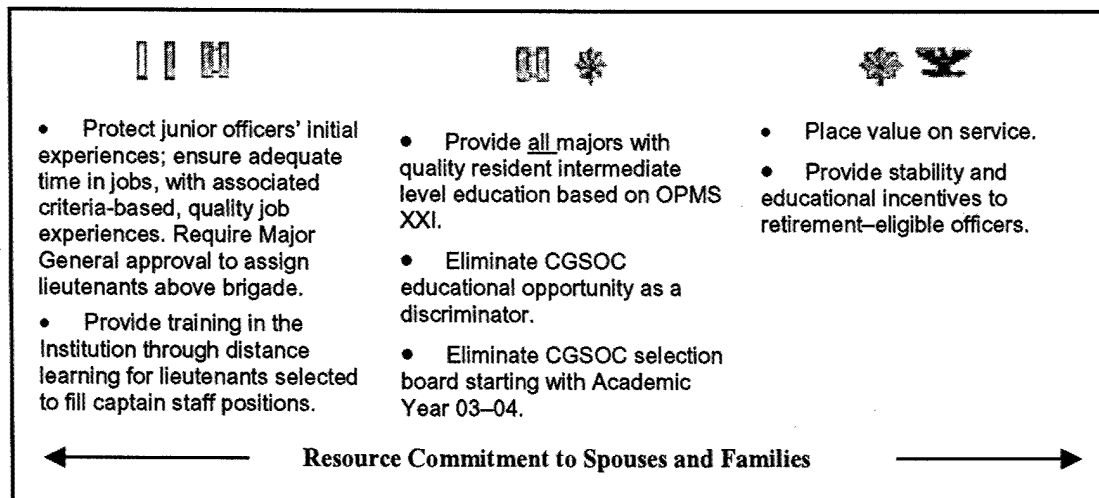 • Protect junior officers' initial
experiences; ensure adequate
time in jobs, with associated
criteria-based, quality job
experiences. Require Major
General approval to assign
lieutenants above brigade.
• Provide training in the
Institution through distance
learning for lieutenants selected
to fill captain staff positions.
• Provide all majors with
quality resident intermediate
level education based on OPMS
XXI.
• Eliminate CGSOC
educational opportunity as a
discriminator.
• Eliminate CGSOC selection
board starting with Academic
Year 03–04.
• Place value on service.
• Provide stability and
educational incentives to
retirement–eligible officers.
Resource Commitment to Spouses and Families